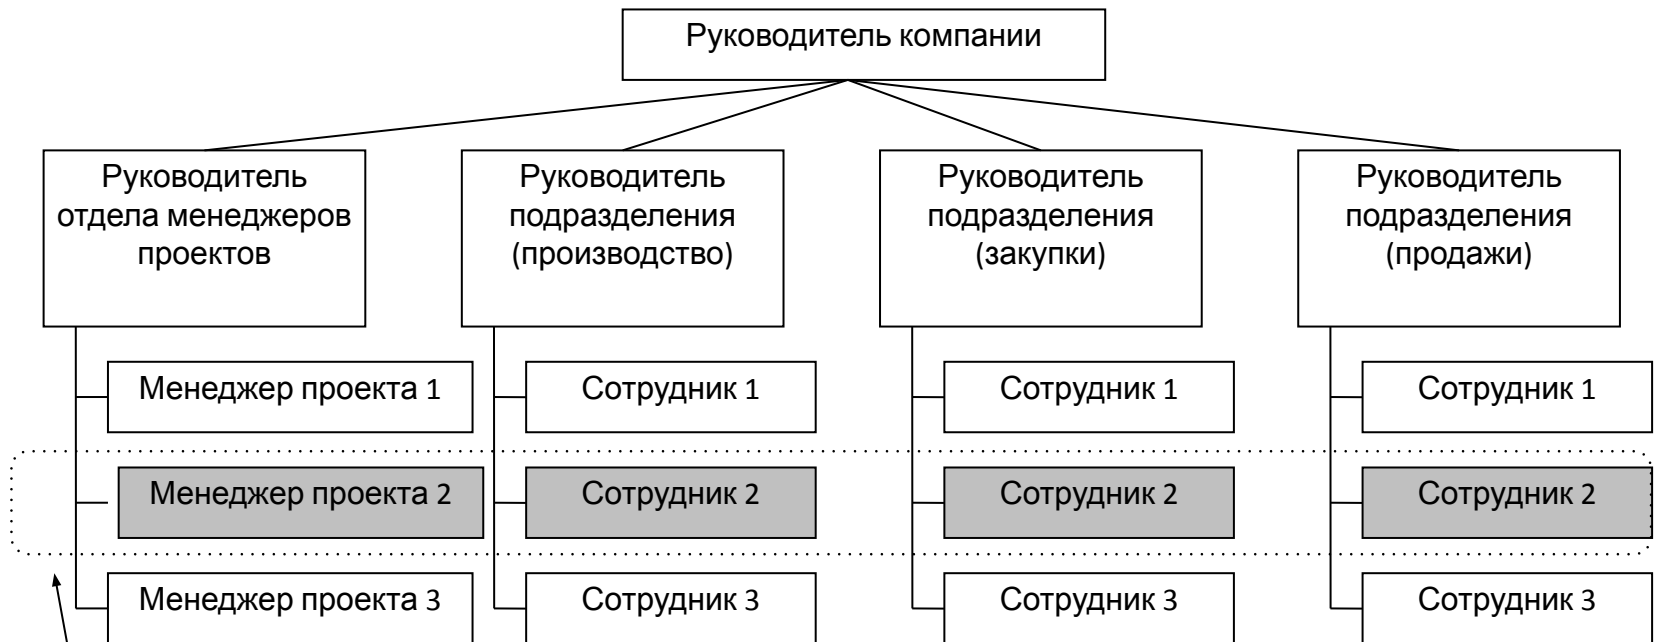 Руководитель компании
Руководитель
отдела менеджеров
проектов
Руководитель
подразделения
(производство)
Руководитель
подразделения
(закупки)
Руководитель
подразделения
(продажи)
Менеджер проекта 1
Сотрудник 1
Сотрудник 1
Сотрудник 1
Менеджер проекта 2
Сотрудник 2
Сотрудник 2
Сотрудник 2
Менеджер проекта 3
Сотрудник 3
Сотрудник 3
Сотрудник 3